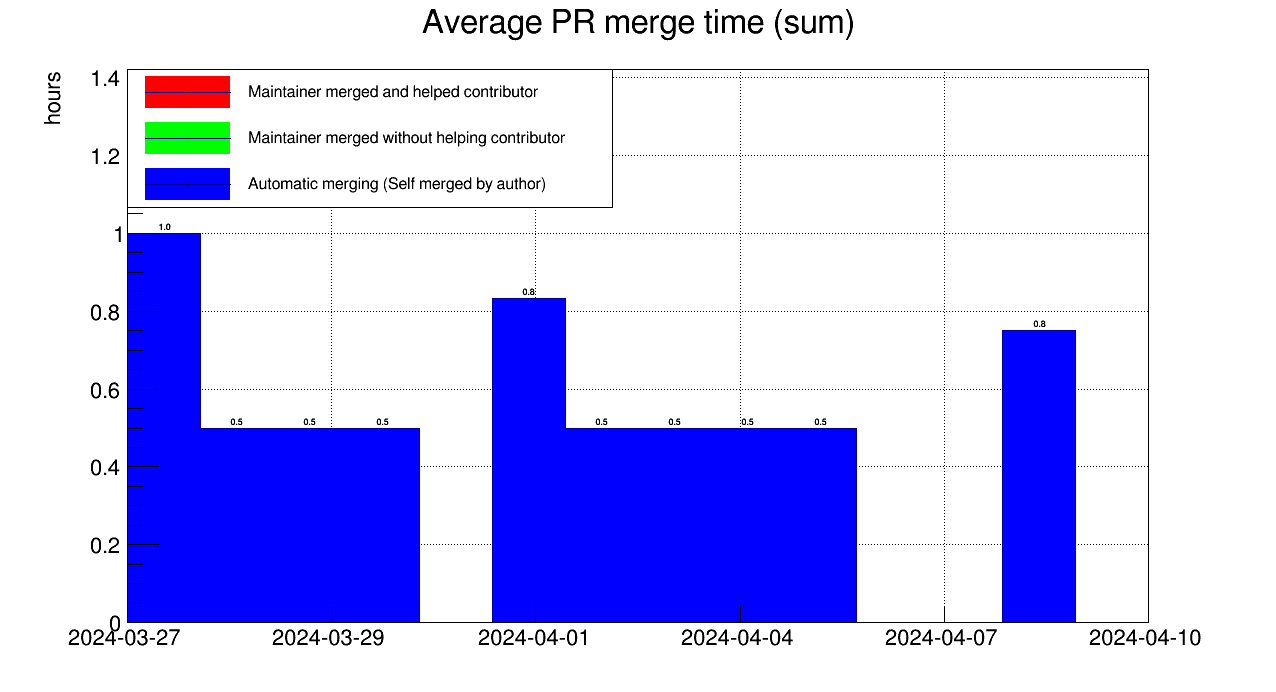 Average PR merge time (sum)
hours
1.4
1.2
1
0.8
0.6
0.4
0.2
0
Maintainer merged and helped contributor
Maintainer merged without helping contributor
Automatic merging (Self merged by author)
1.0
0.5 0.5 0.5
0.8
0.5 0.5 0.5 0.5
0.8
2024-03-27 2024-03-29 2024-04-01 2024-04-04 2024-04-07 2024-04-10